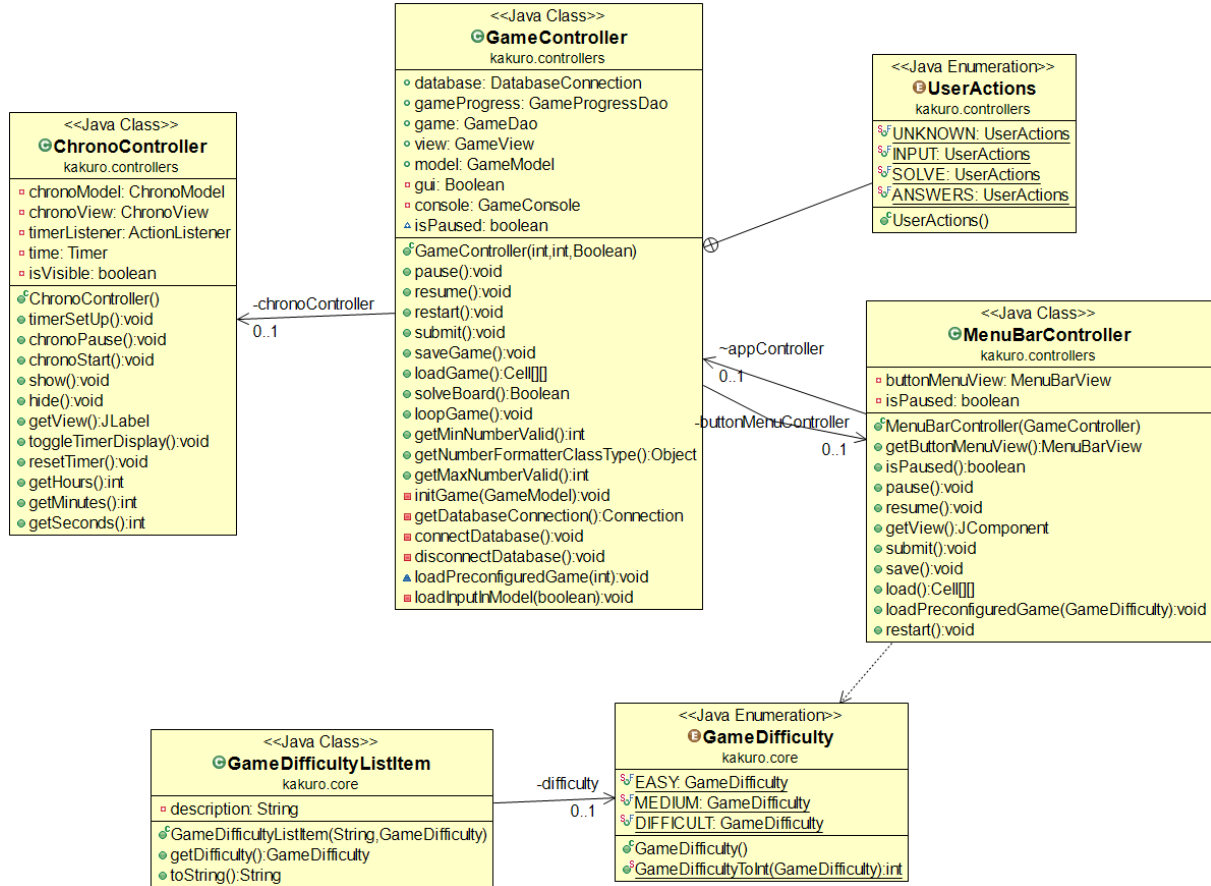 <<Java Class>>
GameController
kakuro.controllers
database: DatabaseConnection
gameProgress: GameProgressDao
game: GameDao
view: GameView
model: GameModel
gui: Boolean
console: GameConsole
isPaused: boolean
GameController(int,int,Boolean)
pause():void
resume():void
restart():void
submit():void
saveGame():void
loadGame():Cell[][]
solveBoard():Boolean
loopGame():void
getMinNumberValid():int
getNumberFormatterClassType():Object
getMaxNumberValid():int
initGame(GameModel):void
getDatabaseConnection():Connection
connectDatabase():void
disconnectDatabase():void
loadPreconfiguredGame(int):void
loadInputInModel(boolean):void
<<Java Class>>
ChronoController
kakuro.controllers
chronoModel: ChronoModel
chronoView: ChronoView
timerListener: ActionListener
time: Timer
isVisible: boolean
ChronoController()
timerSetUp():void
chronoPause():void
chronoStart():void
show():void
hide():void
getView():JLabel
toggleTimerDisplay():void
resetTimer():void
getHours():int
getMinutes():int
getSeconds():int
-chronoController
0..1
<<Java Enumeration>>
UserActions
kakuro.controllers
UNKNOWN: UserActions
INPUT: UserActions
SOLVE: UserActions
ANSWERS: UserActions
UserActions()
~appController
0..1
-buttonMenuController
0..1
<<Java Class>>
MenuBarController
kakuro.controllers
buttonMenuView: MenuBarView
isPaused: boolean
MenuBarController(GameController)
getButtonMenuView():MenuBarView
isPaused():boolean
pause():void
resume():void
getView():JComponent
submit():void
save():void
load():Cell[][]
loadPreconfiguredGame(GameDifficulty):void
restart():void
<<Java Class>>
GameDifficultyListItem
kakuro.core
description: String
GameDifficultyListItem(String,GameDifficulty)
getDifficulty():GameDifficulty
toString():String
-difficulty
0..1
<<Java Enumeration>>
GameDifficulty
kakuro.core
EASY: GameDifficulty
MEDIUM: GameDifficulty
DIFFICULT: GameDifficulty
GameDifficulty()
GameDifficultyToInt(GameDifficulty):int